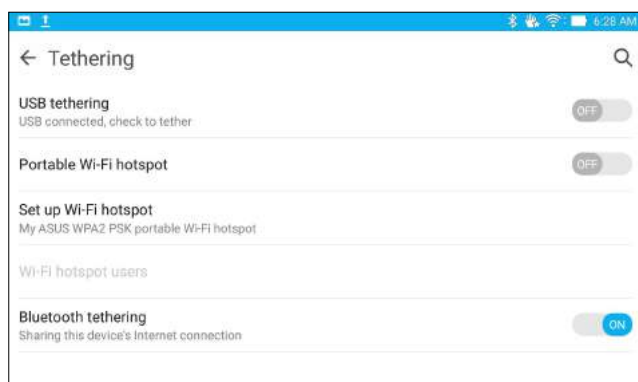 6:28 AM
Tethering
USB tethering
OFF
USB connected, check to tether
Portable Wi-Fi hotspot
OFF
Set up Wi-Fi hotspot
My ASUS WPA2 PSK portable Wi-Fi hotspot
Wi-Fi hotspot users
Bluetooth tethering
ON
Sharing this device's Internet connection